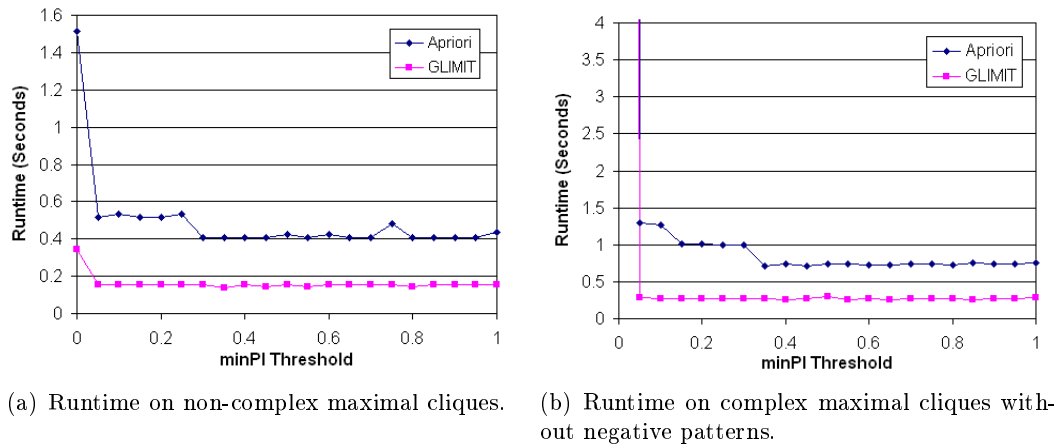 1.6
1.4
1.2
1
0.8
0.6
0.4
0.2
0
Runtime (Seconds)
Apriori
GLIMIT
0 0.2 0.4 0.6 0.8 1
minPI Threshold
(a) Runtime on non-complex maximal cliques.
4
3.5
3
2.5
2
1.5
1
0.5
0
Runtime (Seconds)
Apriori
GLIMIT
0 0.2 0.4 0.6 0.8 1
minPI Threshold
(b) Runtime on complex maximal cliques with-
out negative patterns.